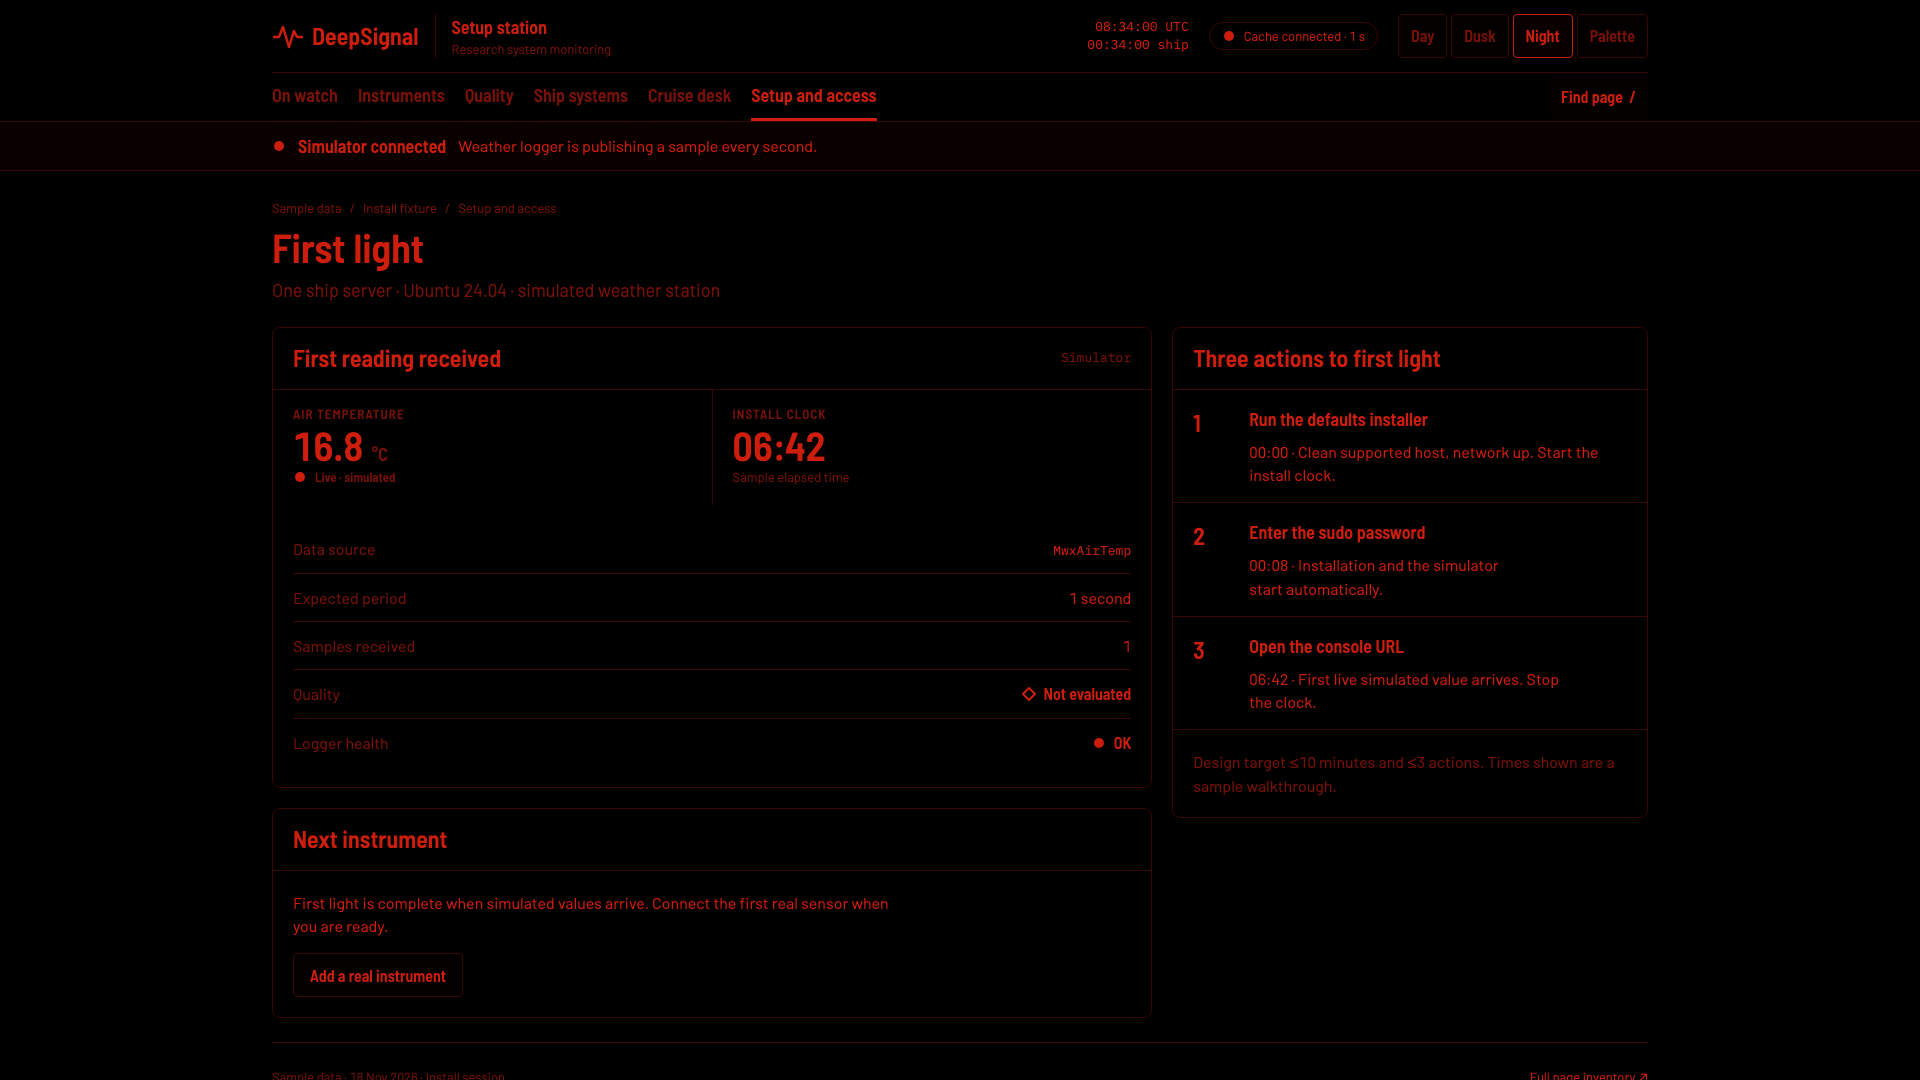 DeepSignal
Setup station
Research system monitoring
08:34:00 UTC
00:34:00 ship
Cache connected · 1 s
Day
Dusk
Night
Palette
On watch
Instruments
Quality
Ship systems
Cruise desk
Setup and access
Find page /
Simulator connected Weather logger is publishing a sample every second.
Sample data / Install fixture / Setup and access
First light
One ship server · Ubuntu 24.04 · simulated weather station
First reading received
Simulator
AIR TEMPERATURE
16.8 °C
Live · simulated
INSTALL CLOCK
06:42
Sample elapsed time
Data source
MwxAirTemp
Expected period
1 second
Samples received
1
Quality
Not evaluated
Logger health
OK
Next instrument
First light is complete when simulated values arrive. Connect the first real sensor when
you are ready.
Add a real instrument
Three actions to first light
1
Run the defaults installer
00:00 · Clean supported host, network up. Start the
install clock.
2
Enter the sudo password
00:08 · Installation and the simulator
start automatically.
3
Open the console URL
06:42 · First live simulated value arrives. Stop
the clock.
Design target ≤10 minutes and ≤3 actions. Times shown are a
sample walkthrough.
Sample data · 18 Nov 2026 · Install session
Full page inventory ↗